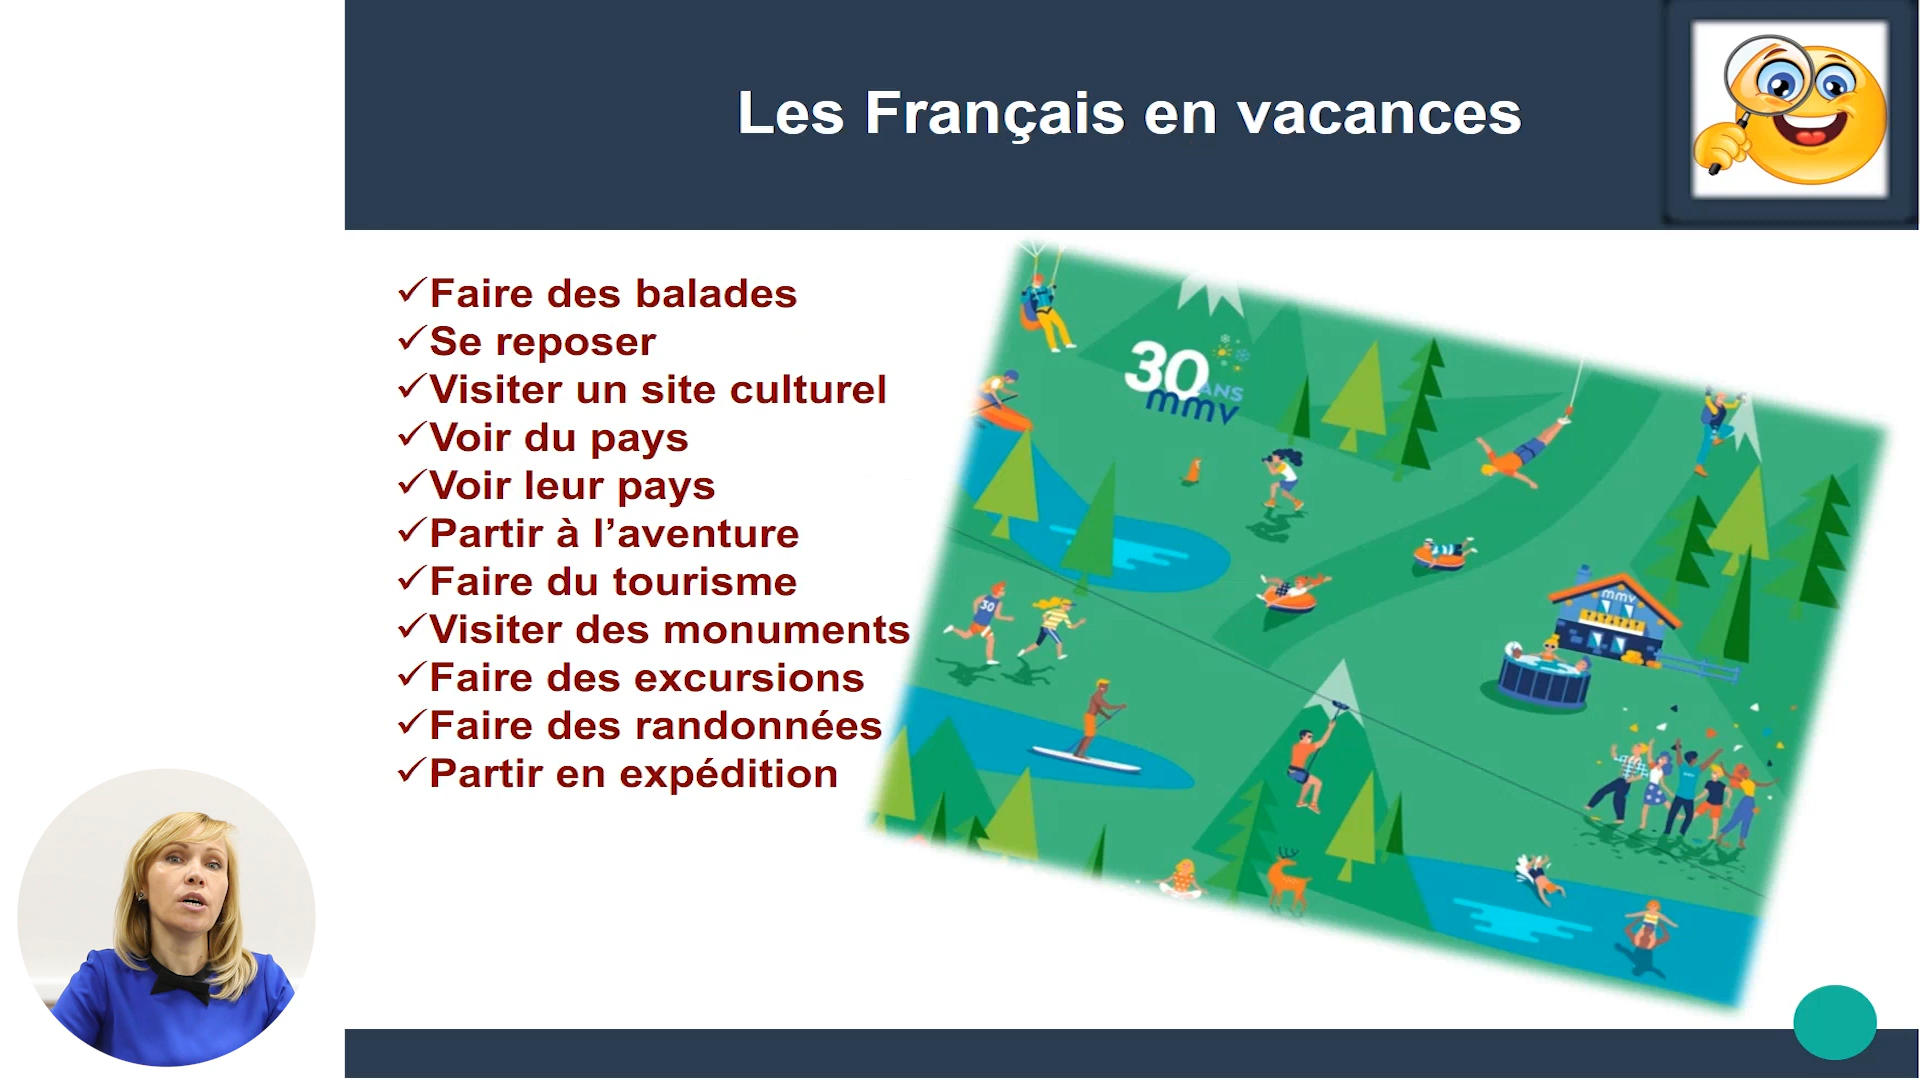 Les Français en vacances
✓Faire des balades
✓Se reposer
✓Visiter un site culturel
✓Voir du pays
✓Voir leur pays
✓Partir à l’aventure
✓Faire du tourisme
✓Visiter des monuments
✓Faire des excursions
✓Faire des randonnées
✓Partir en expédition
30
ANS
mmv
mmv
30